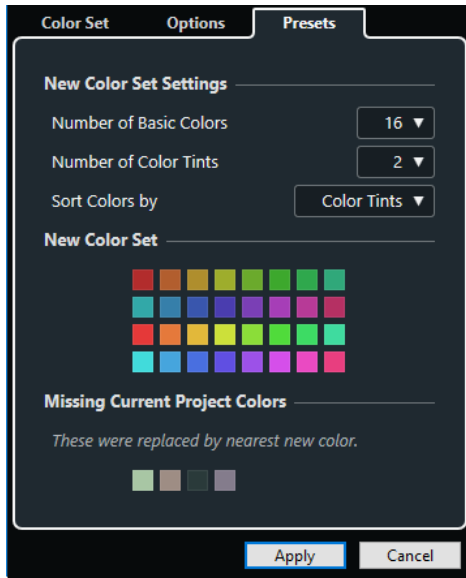 Color Set Options Presets
New Color Set Settings
Number of Basic Colors 16
Number of Color Tints 2
Sort Colors by Color Tints
New Color Set
Missing Current Project Colors
These were replaced by nearest new color.
Apply Cancel